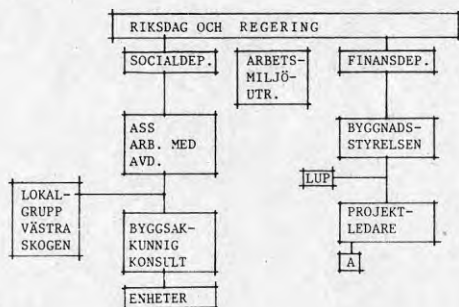 RIKSDAG OCH REGERING
SOCIALDEP.
ARBETS-
MILJÖ-
UTR.
FINANSDEP.
ASS
ARB. MED
AVD.
BYGGNADS-
STYRELSEN
LUP
LOKAL-
GRUPP
VÄSTRA
SKOGEN
BYGGSAK-
KUNNIG
KONSULT
PROJEKT-
LEDARE
A
ENHETER